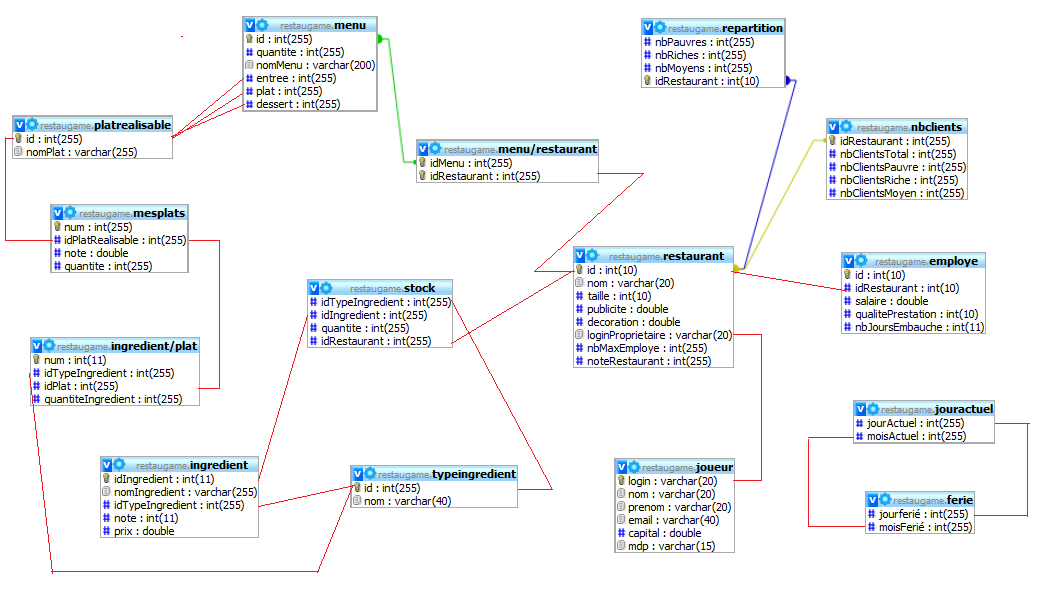 restaugame.menu
id : int(255)
quantite : int(255)
nomMenu : varchar(200)
entree : int(255)
plat : int(255)
dessert : int(255)
restaugame.repartition
nbPauvres : int(255)
nbRiches : int(255)
nbMoyens : int(255)
idRestaurant : int(10)
restaugame.platrealisable
id : int(255)
nomPlat : varchar(255)
restaugame.menu/restaurant
idMenu : int(255)
idRestaurant : int(255)
restaugame.nbclients
idRestaurant : int(255)
nbClientsTotal : int(255)
nbClientsPauvre : int(255)
nbClientsRiche : int(255)
nbClientsMoyen : int(255)
restaugame.mesplats
num : int(255)
idPlatRealisable : int(255)
note : double
quantite : int(255)
restaugame.restaurant
id : int(10)
nom : varchar(20)
taille : int(10)
publicite : double
decoration : double
loginProprietaire : varchar(20)
nbMaxEmploye : int(255)
noteRestaurant : int(255)
restaugame.employe
id : int(10)
idRestaurant : int(10)
salaire : double
qualitePrestation : int(10)
nbJoursEmbauche : int(11)
restaugame.stock
idTypeIngredient : int(255)
idIngredient : int(255)
quantite : int(255)
idRestaurant : int(255)
restaugame.ingredient/plat
num : int(11)
idTypeIngredient : int(255)
idPlat : int(255)
quantiteIngredient : int(255)
restaugame.jouractuel
jourActuel : int(255)
moisActuel : int(255)
restaugame.ingredient
idIngredient : int(11)
nomIngredient : varchar(255)
idTypeIngredient : int(255)
note : int(11)
prix : double
restaugame.typeingredient
id : int(255)
nom : varchar(40)
restaugame.joueur
login : varchar(20)
nom : varchar(20)
prenom : varchar(20)
email : varchar(40)
capital : double
mdp : varchar(15)
restaugame.ferie
jourferié : int(255)
moisFerié : int(255)